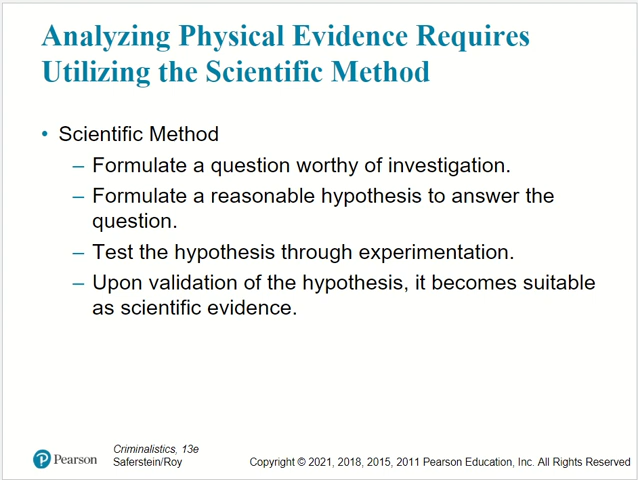 Analyzing Physical Evidence Requires
Utilizing the Scientific Method
• Scientific Method
– Formulate a question worthy of investigation.
– Formulate a reasonable hypothesis to answer the
question.
– Test the hypothesis through experimentation.
– Upon validation of the hypothesis, it becomes suitable
as scientific evidence.
Pearson
Criminalistics, 13e
Saferstein/Roy
Copyright © 2021, 2018, 2015, 2011 Pearson Education, Inc. All Rights Reserved